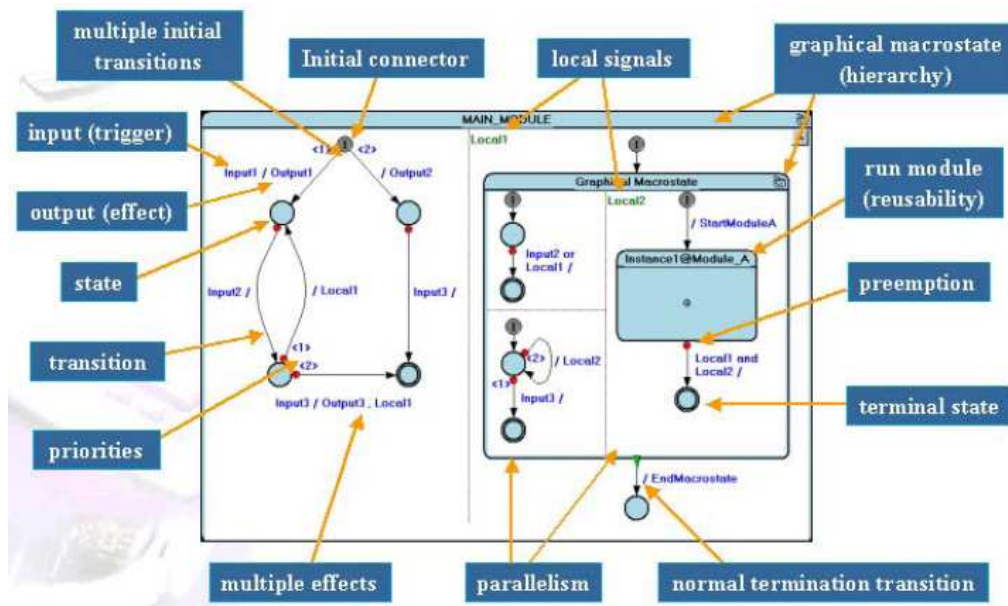 multiple initial
transitions
Initial connector
local signals
graphical macrostate
(hierarchy)
input (trigger)
output (effect)
state
transition
priorities
multiple effects
parallelism
normal termination transition
run module
(reusability)
preemption
terminal state
MAIN_MODULE
Local1
<1>
I
<2>
Input1 / Output1
/ Output2
Input2 /
/ Local1
Input3 /
<1>
<2>
Input3 / Output3 , Local1
I
Graphical Macrostate
Local2
I
Input2 or
Local1 /
I
<2>
/ Local2
<1>
Input3 /
I
/ StartModuleA
Instance1@Module_A
Local1 and
Local2 /
/ EndMacrostate